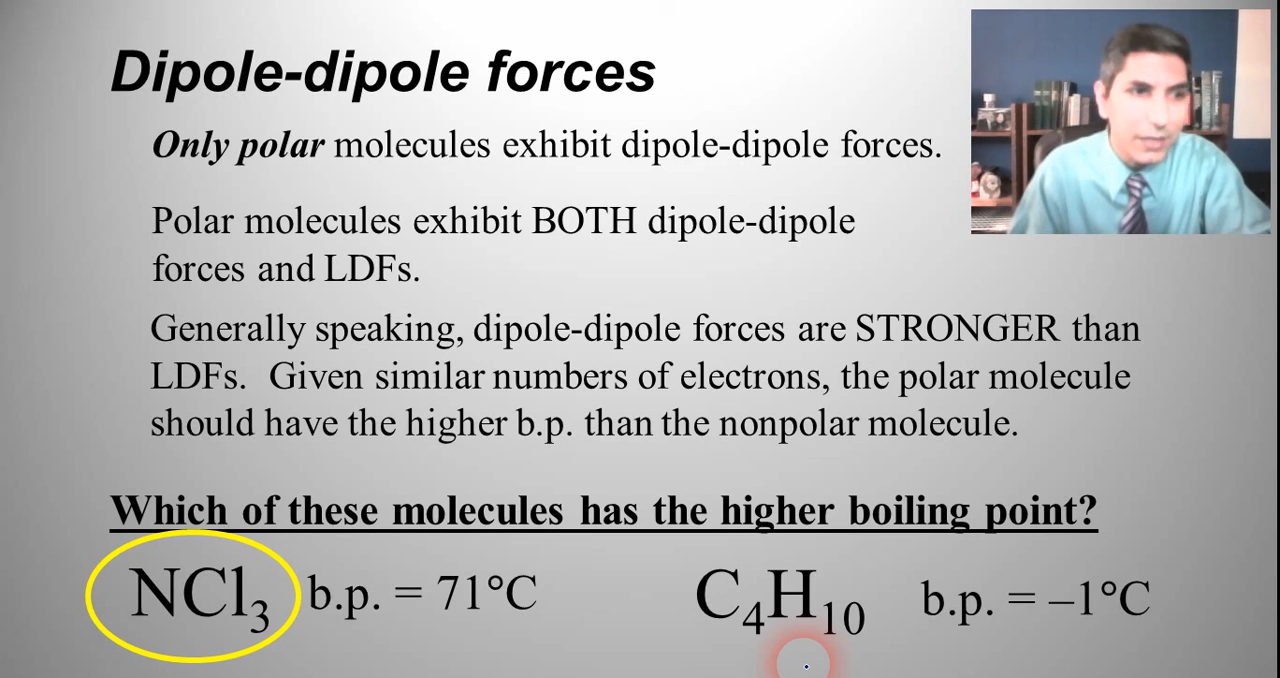 Dipole-dipole forces
Only polar molecules exhibit dipole-dipole forces.
Polar molecules exhibit BOTH dipole-dipole
forces and LDFs.
Generally speaking, dipole-dipole forces are STRONGER than
LDFs.  Given similar numbers of electrons, the polar molecule
should have the higher b.p. than the nonpolar molecule.
Which of these molecules has the higher boiling point?
NCl₃ b.p. = 71°C C₄H₁₀ b.p. = –1°C